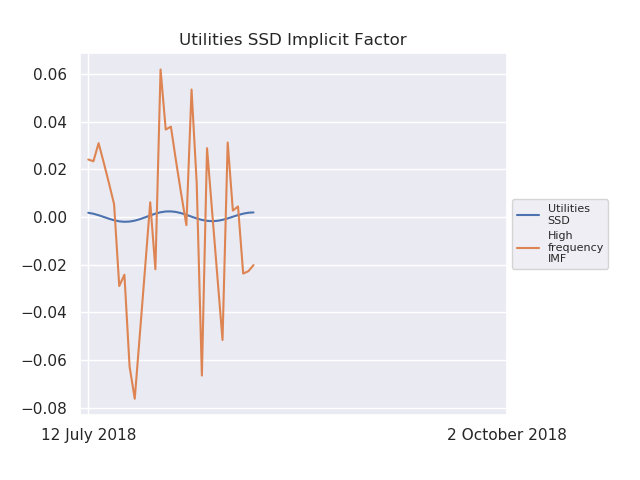 Utilities SSD Implicit Factor
0.06
0.04
0.02
0.00
−0.02
−0.04
−0.06
−0.08
12 July 2018
2 October 2018
Utilities
SSD
High
frequency
IMF